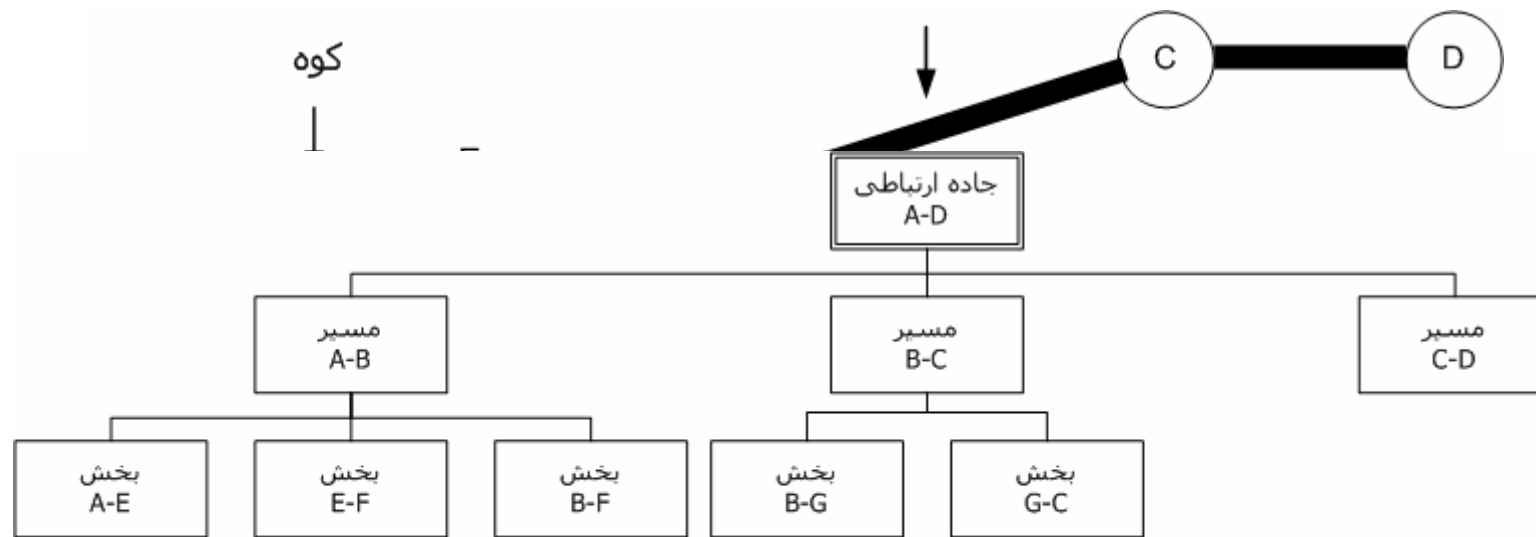 کوه
C
D
جاده ارتباطی
A-D
مسیر
A-B
مسیر
B-C
مسیر
C-D
بخش
A-E
بخش
E-F
بخش
B-F
بخش
B-G
بخش
G-C